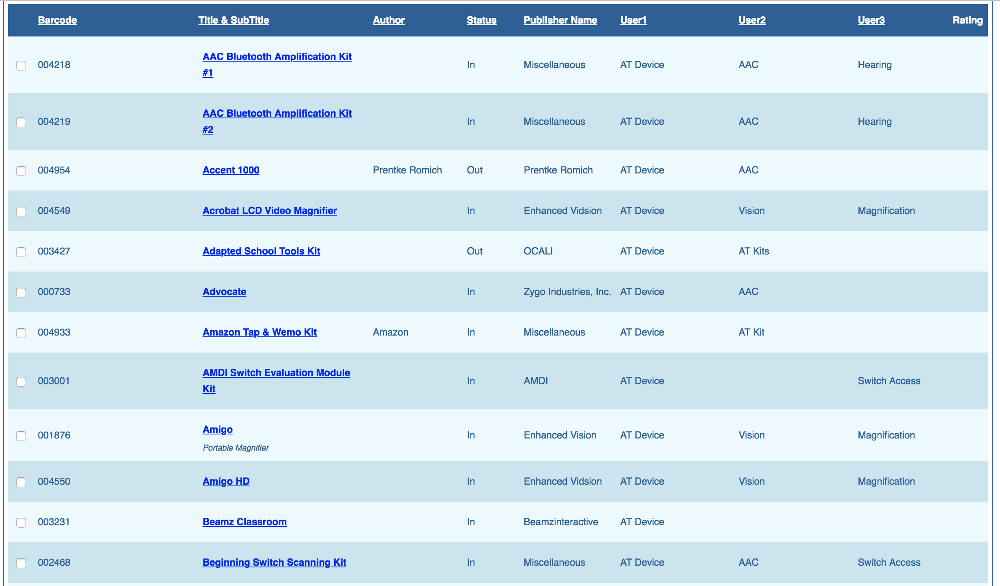 Barcode Title & SubTitle Author Status Publisher Name User1 User2 User3 Rating
004218 AAC Bluetooth Amplification Kit #1 In Miscellaneous AT Device AAC Hearing
004219 AAC Bluetooth Amplification Kit #2 In Miscellaneous AT Device AAC Hearing
004954 Accent 1000 Prentke Romich Out Prentke Romich AT Device AAC
004549 Acrobat LCD Video Magnifier In Enhanced Vidsion AT Device Vision Magnification
003427 Adapted School Tools Kit Out OCALI AT Device AT Kits
000733 Advocate In Zygo Industries, Inc. AT Device AAC
004933 Amazon Tap & Wemo Kit Amazon In Miscellaneous AT Device AT Kit
003001 AMDI Switch Evaluation Module Kit In AMDI AT Device Switch Access
001876 Amigo In Enhanced Vision AT Device Vision Magnification
Portable Magnifier
004550 Amigo HD In Enhanced Vidsion AT Device Vision Magnification
003231 Beamz Classroom In Beamzinteractive AT Device
002468 Beginning Switch Scanning Kit In Miscellaneous AT Device AAC Switch Access